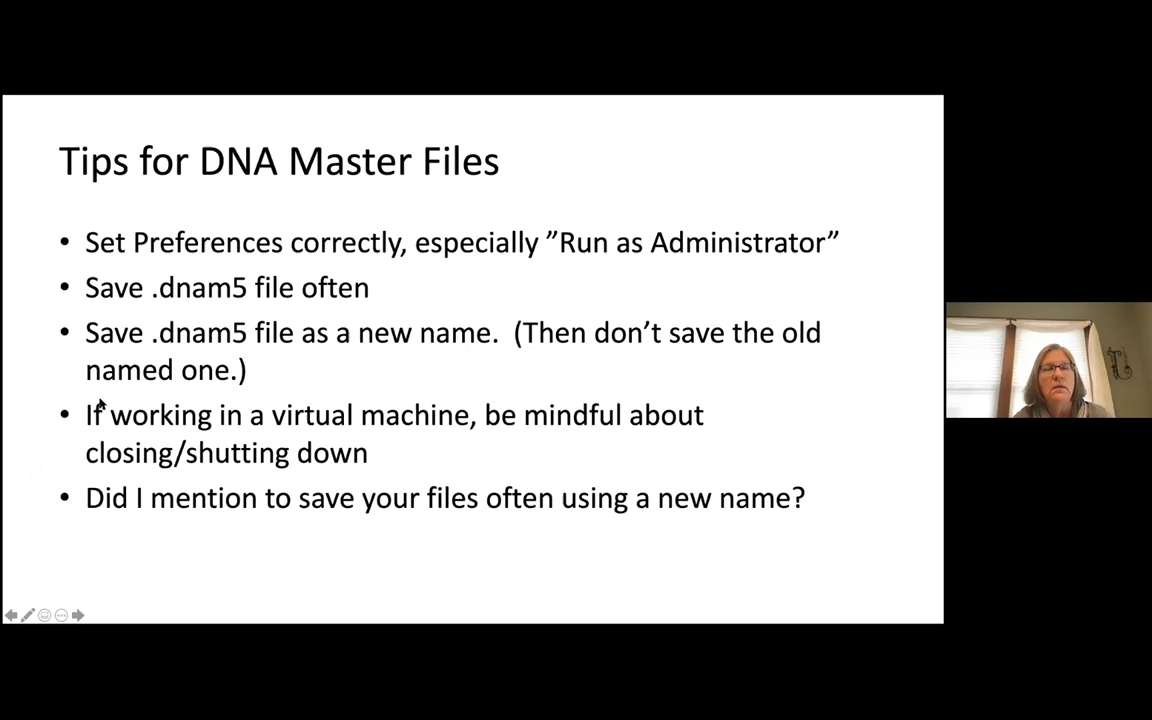 Tips for DNA Master Files
• Set Preferences correctly, especially ”Run as Administrator”
• Save .dnam5 file often
• Save .dnam5 file as a new name.  (Then don’t save the old
named one.)
• If working in a virtual machine, be mindful about
closing/shutting down
• Did I mention to save your files often using a new name?